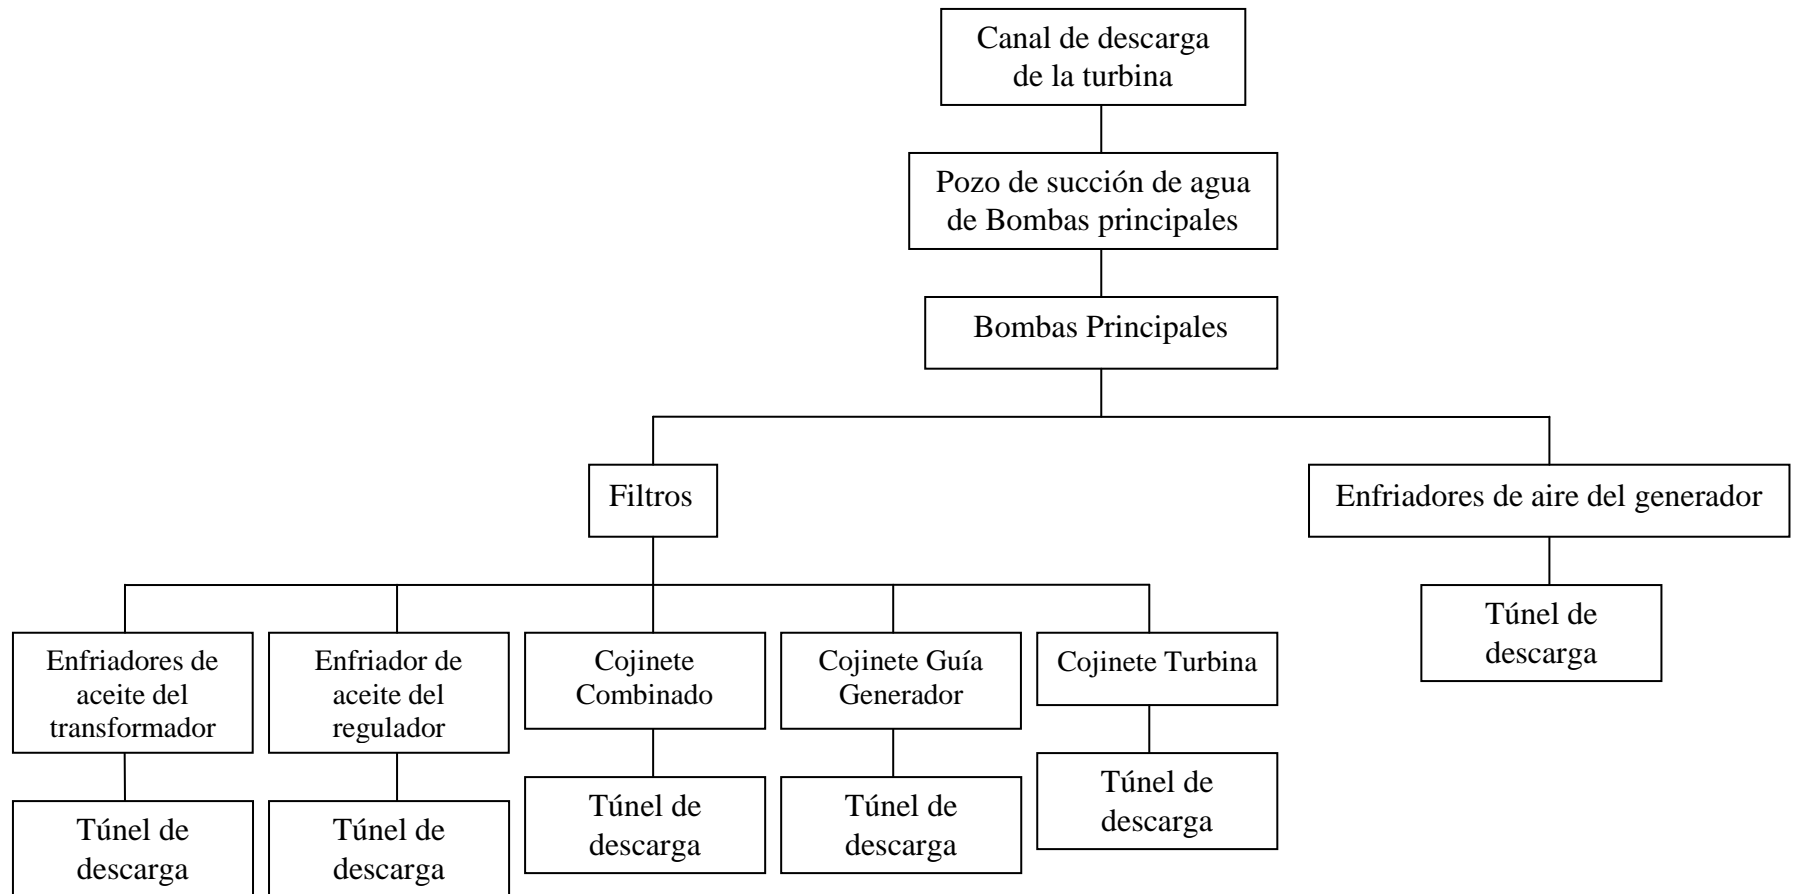 Canal de descarga
de la turbina
Pozo de succión de agua
de Bombas principales
Bombas Principales
Filtros
Enfriadores de aire del generador
Túnel de
descarga
Enfriadores de
aceite del
transformador
Enfriador de
aceite del
regulador
Cojinete
Combinado
Cojinete Guía
Generador
Cojinete Turbina
Túnel de
descarga
Túnel de
descarga
Túnel de
descarga
Túnel de
descarga
Túnel de
descarga